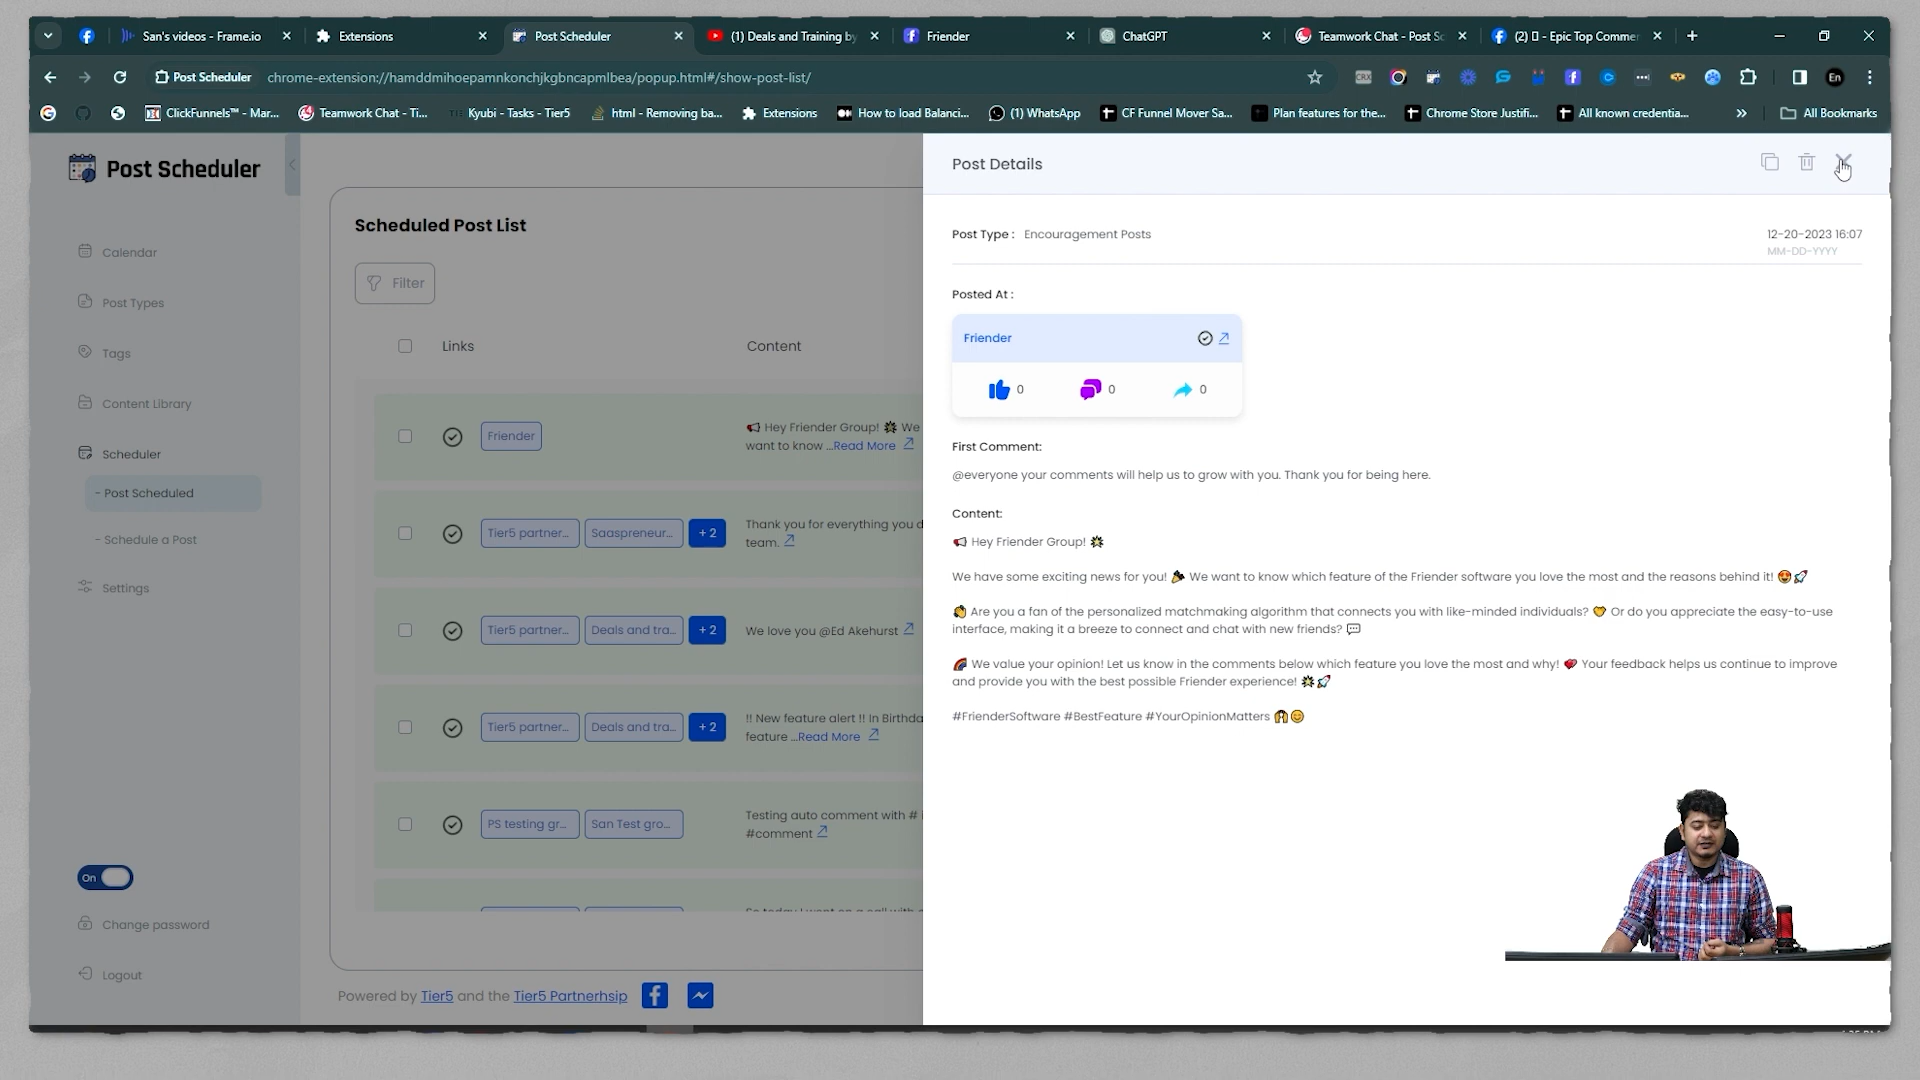 San's videos - Frame.io
Extensions
Post Scheduler
(1) Deals and Training by
Friender
ChatGPT
Teamwork Chat - Post Sc
(2) - Epic Top Comme
Post Scheduler
chrome-extension://hamddmihoepamnkonchjkgbncapmlbea/popup.html#/show-post-list/
CRX
En
ClickFunnels™ - Mar...
Teamwork Chat - Ti...
Kyubi - Tasks - Tier5
html - Removing ba...
Extensions
How to load Balanci...
(1) WhatsApp
CF Funnel Mover Sa...
Plan features for the...
Chrome Store Justifi...
All known credentia...
All Bookmarks
Post Scheduler
Calendar
Post Types
Tags
Content Library
Scheduler
- Post Scheduled
- Schedule a Post
Settings
On
Change password
Logout
Scheduled Post List
Filter
Links
Content
Friender
📢 Hey Friender Group! 🌟 We
want to know ...Read More
Tier5 partner...
Saaspreneur...
+ 2
Thank you for everything you d
team.
Tier5 partner...
Deals and tra...
+ 2
We love you @Ed Akehurst
Tier5 partner...
Deals and tra...
+ 2
!! New feature alert !! In Birthda
feature ...Read More
PS testing gr...
San Test gro...
Testing auto comment with #
#comment
Powered by Tier5 and the Tier5 Partnerhsip
Post Details
Post Type : Encouragement Posts
12-20-2023 16:07
MM-DD-YYYY
Posted At :
Friender
0
0
0
First Comment:
@everyone your comments will help us to grow with you. Thank you for being here.
Content:
📢 Hey Friender Group! 🌟
We have some exciting news for you! 🎉 We want to know which feature of the Friender software you love the most and the reasons behind it! 😍🚀
👏 Are you a fan of the personalized matchmaking algorithm that connects you with like-minded individuals? 🤝 Or do you appreciate the easy-to-use
interface, making it a breeze to connect and chat with new friends? 💬
🌈 We value your opinion! Let us know in the comments below which feature you love the most and why! 💖 Your feedback helps us continue to improve
and provide you with the best possible Friender experience! 🌟🚀
#FrienderSoftware #BestFeature #YourOpinionMatters 🙌😊